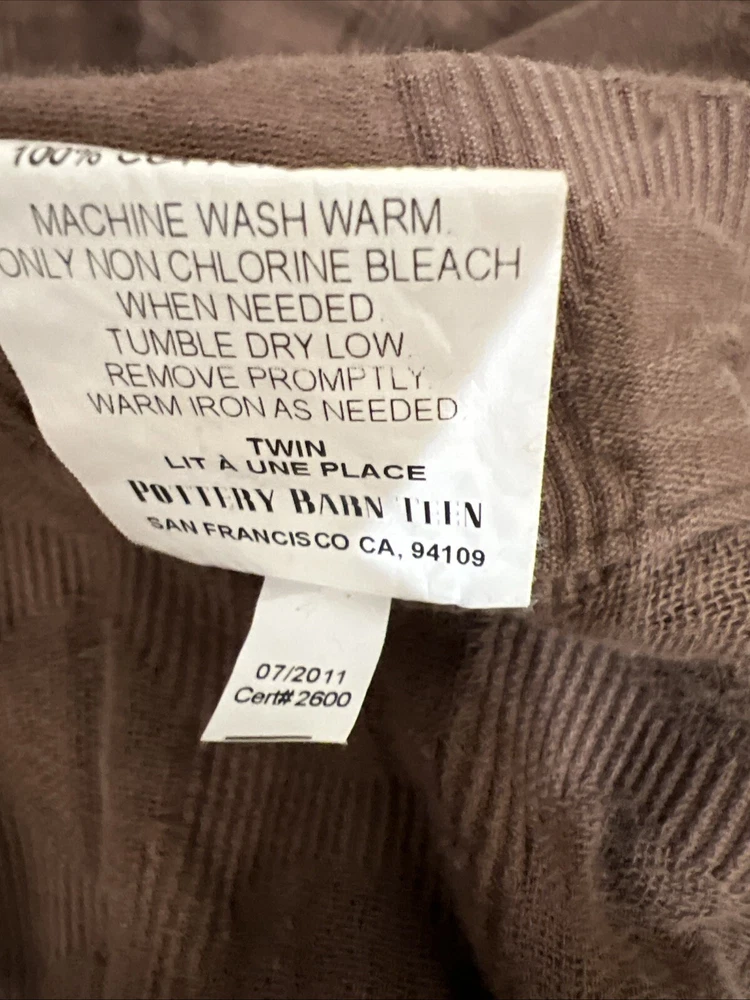 100%
MACHINE WASH WARM.
ONLY NON CHLORINE BLEACH
WHEN NEEDED.
TUMBLE DRY LOW.
REMOVE PROMPTLY.
WARM IRON AS NEEDED
TWIN
LIT À UNE PLACE
POTTERY BARN TEEN
SAN FRANCISCO CA, 94109
07/2011
Cert# 2600